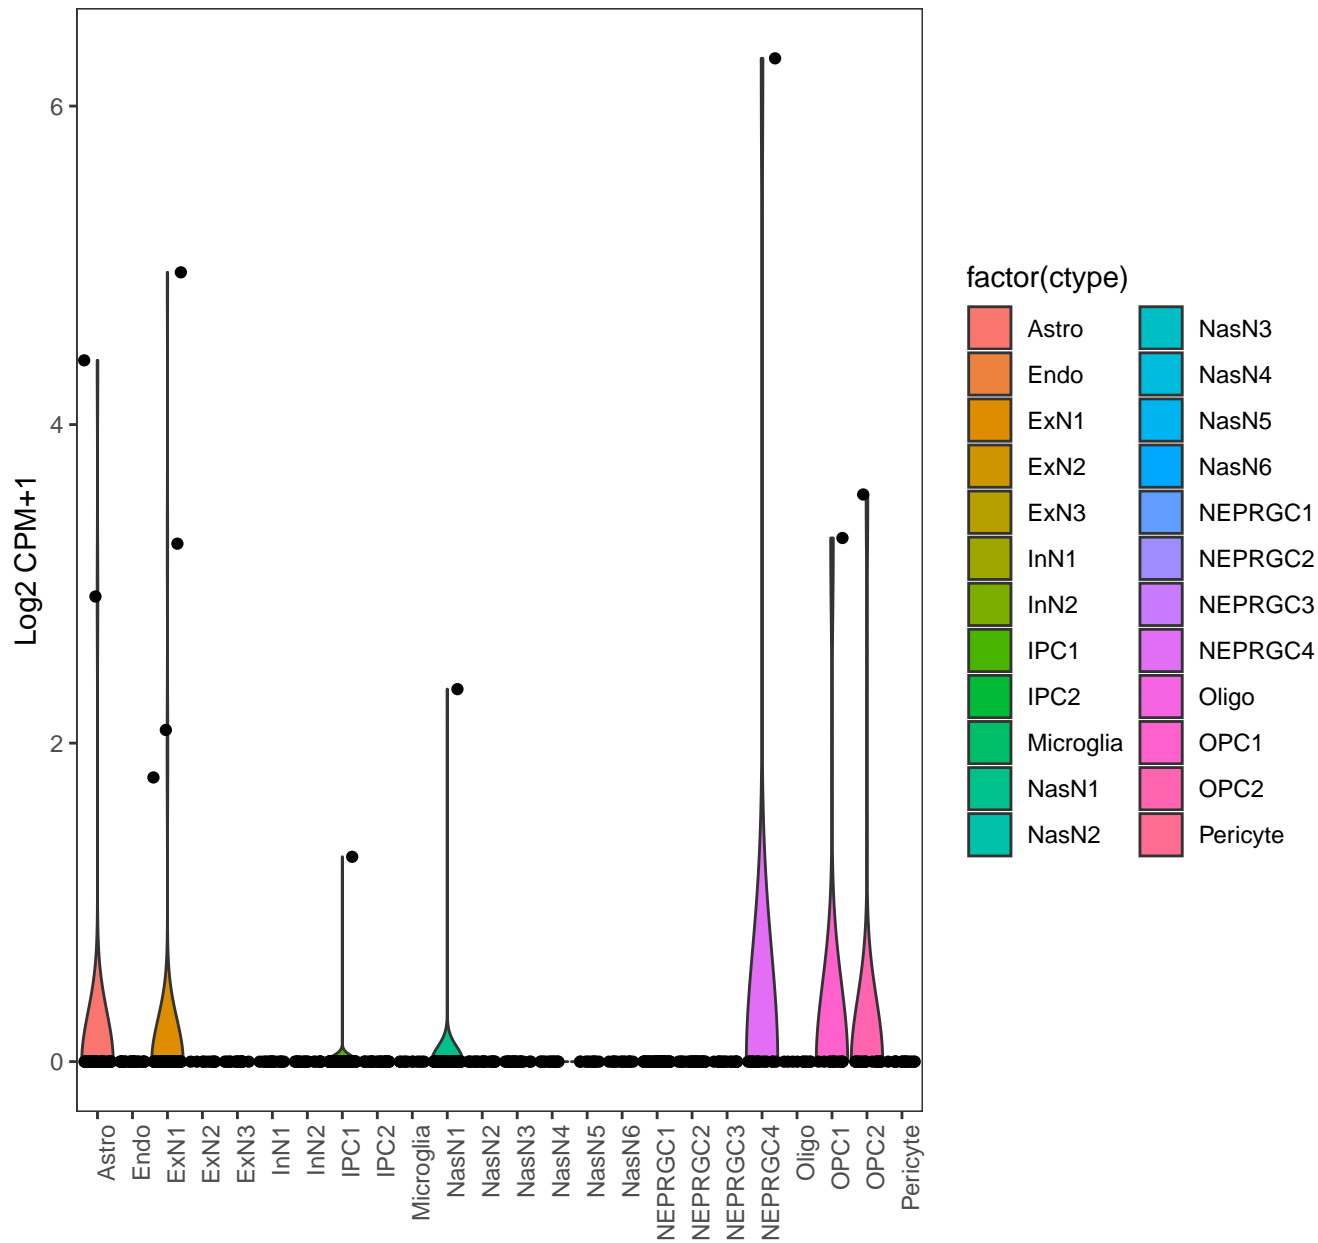 6
4
2
0
Log2 CPM+1
Astro
Endo
ExN1
ExN2
ExN3
InN1
InN2
IPC1
IPC2
Microglia
NasN1
NasN2
NasN3
NasN4
NasN5
NasN6
NEPRGC1
NEPRGC2
NEPRGC3
NEPRGC4
Oligo
OPC1
OPC2
Pericyte
factor(ctype)
Astro
Endo
ExN1
ExN2
ExN3
InN1
InN2
IPC1
IPC2
Microglia
NasN1
NasN2
NasN3
NasN4
NasN5
NasN6
NEPRGC1
NEPRGC2
NEPRGC3
NEPRGC4
Oligo
OPC1
OPC2
Pericyte